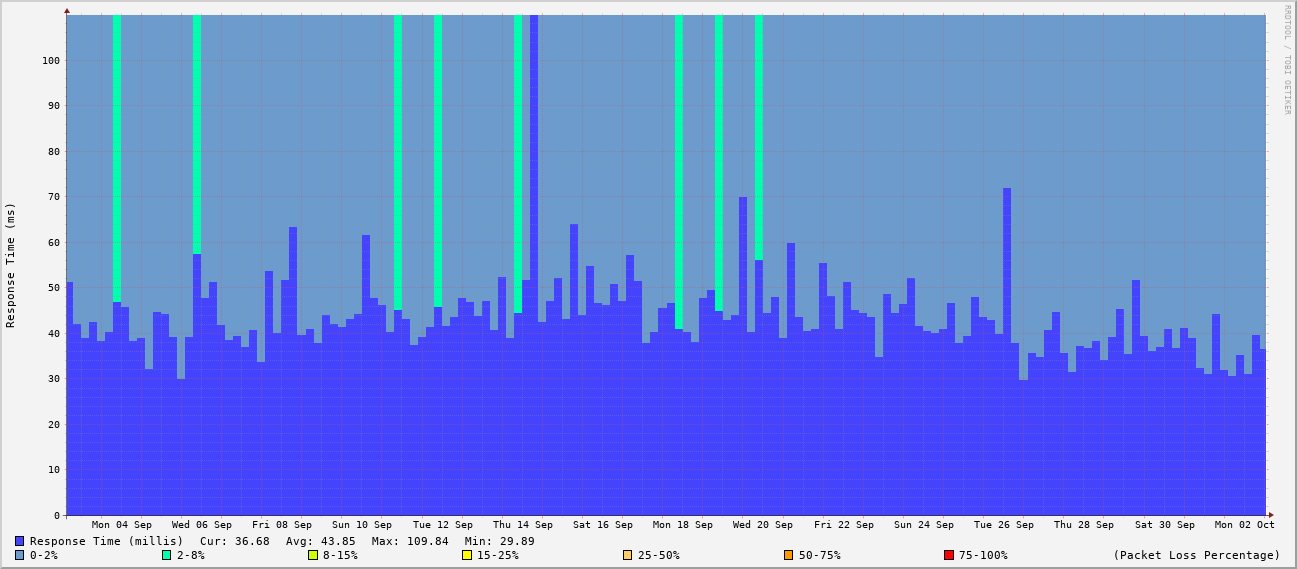 RRDTOOL / TOBI OETIKER
Response Time (ms)
100
90
80
70
60
50
40
30
20
10
0
Mon 04 Sep Wed 06 Sep Fri 08 Sep Sun 10 Sep Tue 12 Sep Thu 14 Sep Sat 16 Sep Mon 18 Sep Wed 20 Sep Fri 22 Sep Sun 24 Sep Tue 26 Sep Thu 28 Sep Sat 30 Sep Mon 02 Oct
Response Time (millis) Cur: 36.68 Avg: 43.85 Max: 109.84 Min: 29.89
0-2% 2-8% 8-15% 15-25% 25-50% 50-75% 75-100% (Packet Loss Percentage)